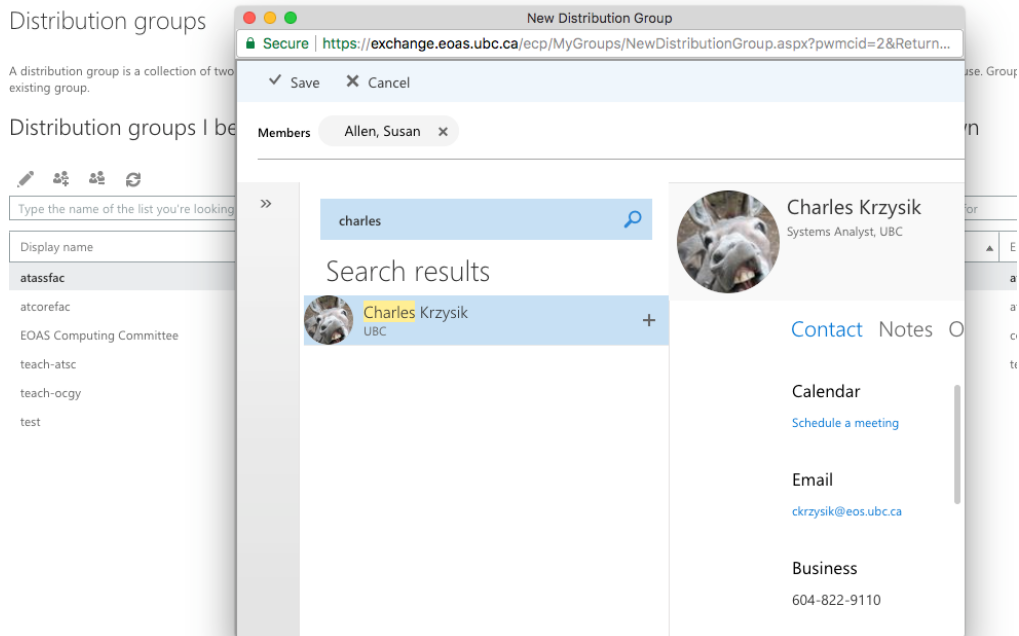 Distribution groups
A distribution group is a collection of two
existing group.
Distribution groups I be
Type the name of the list you're looking
Display name
atassfac
atcorefac
EOAS Computing Committee
teach-atsc
teach-ocgy
test
New Distribution Group
Secure https://exchange.eoas.ubc.ca/ecp/MyGroups/NewDistributionGroup.aspx?pwmcid=2&Return...
Save Cancel
Members Allen, Susan
charles
Search results
Charles Krzysik
UBC
Charles Krzysik
Systems Analyst, UBC
Contact Notes O
Calendar
Schedule a meeting
Email
ckrzysik@eos.ubc.ca
Business
604-822-9110
use. Group
wn
for
E
a
a
c
te